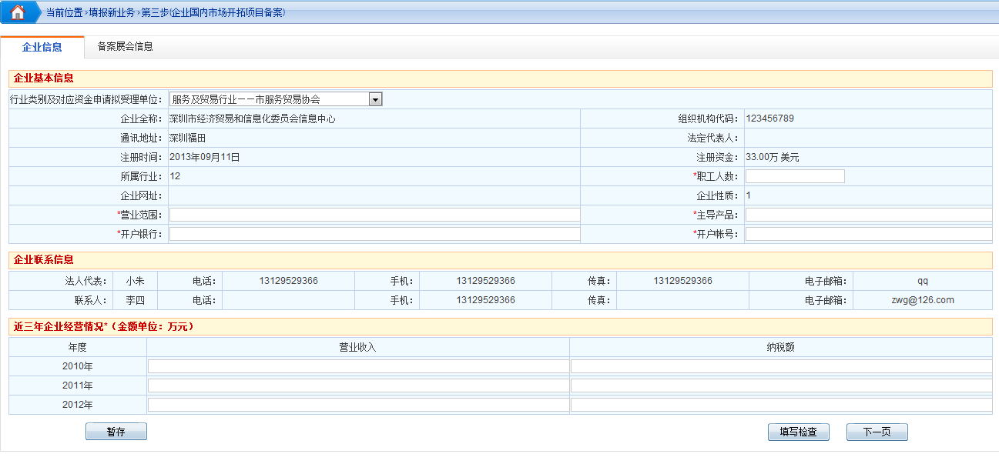 当前位置›填报新业务›第三步(企业国内市场开拓项目备案)
企业信息 备案展会信息
企业基本信息
行业类别及对应资金申请拟受理单位: 服务及贸易行业－－市服务贸易协会
企业全称: 深圳市经济贸易和信息化委员会信息中心 组织机构代码: 123456789
通讯地址: 深圳福田 法定代表人:
注册时间: 2013年09月11日 注册资金: 33.00万 美元
所属行业: 12 *职工人数:
企业网址: 企业性质: 1
*营业范围: *主导产品:
*开户银行: *开户帐号:
企业联系信息
法人代表: 小朱 电话: 13129529366 手机: 13129529366 传真: 13129529366 电子邮箱: qq
联系人: 李四 电话: 手机: 13129529366 传真: 电子邮箱: zwg@126.com
近三年企业经营情况*（金额单位：万元）
年度 营业收入 纳税额
2010年
2011年
2012年
暂存 填写检查 下一页